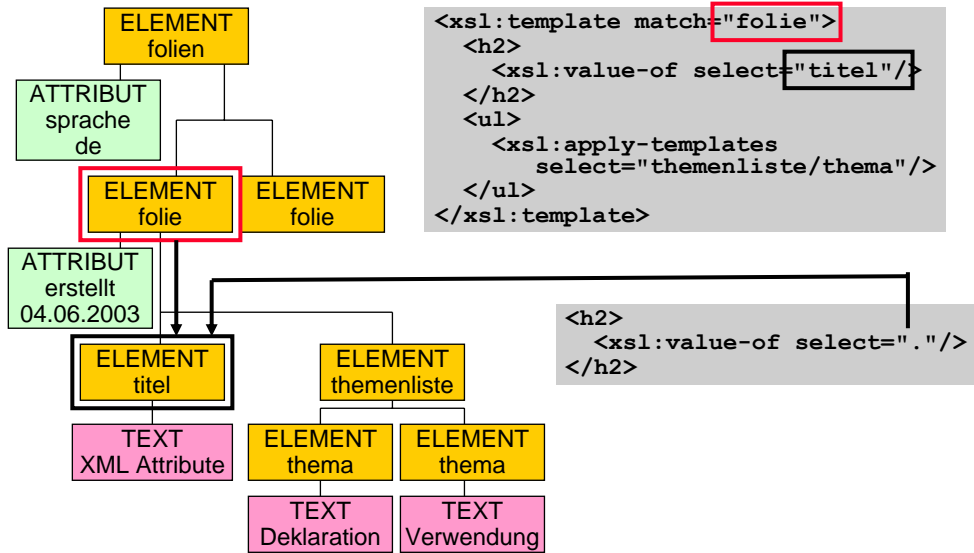 ELEMENT
folien
ATTRIBUT
sprache
de
ELEMENT
folie
ELEMENT
folie
ATTRIBUT
erstellt
04.06.2003
ELEMENT
titel
ELEMENT
themenliste
TEXT
XML Attribute
ELEMENT
thema
ELEMENT
thema
TEXT
Deklaration
TEXT
Verwendung
<xsl:template match="folie">
<h2>
<xsl:value-of select="titel"/>
</h2>
<ul>
<xsl:apply-templates
select="themenliste/thema"/>
</ul>
</xsl:template>
<h2>
<xsl:value-of select="."/>
</h2>